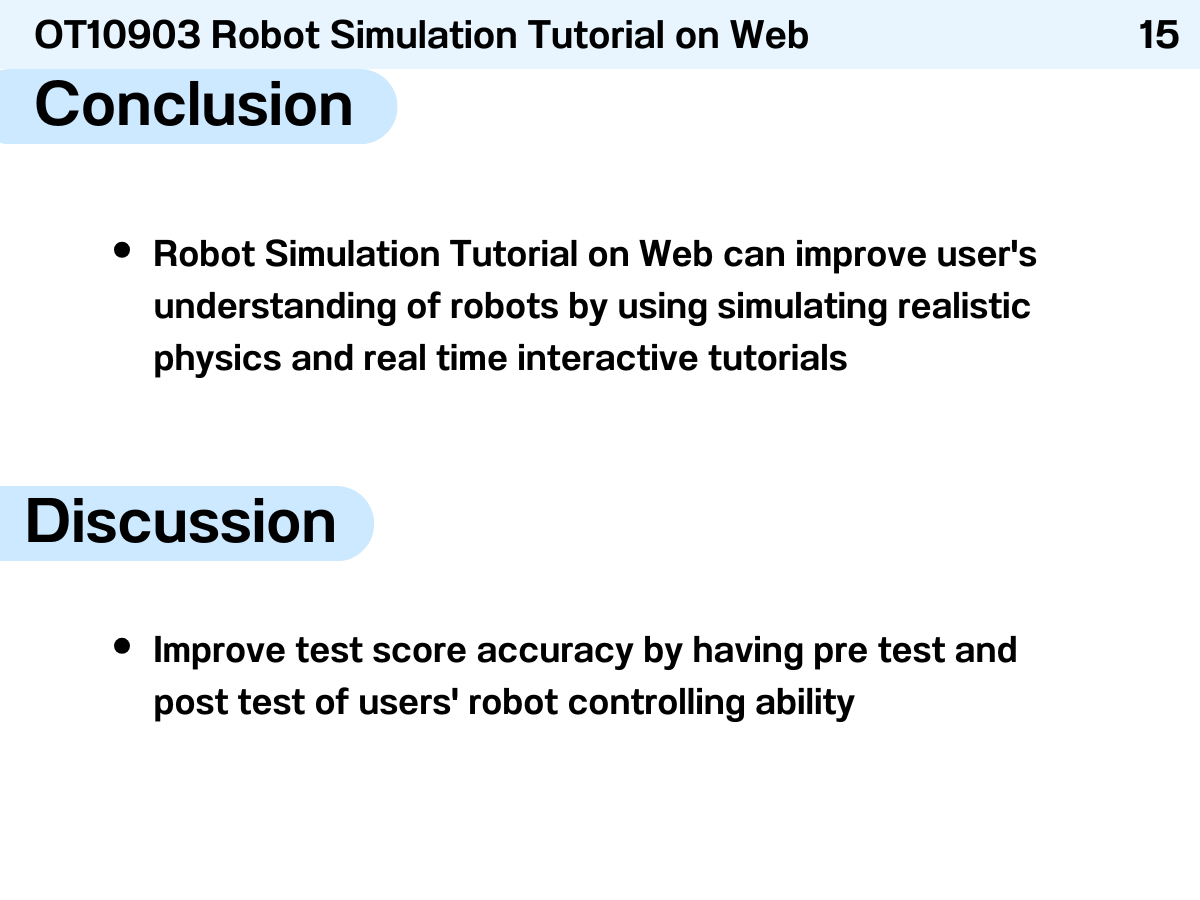 OT10903 Robot Simulation Tutorial on Web 15
Conclusion
• Robot Simulation Tutorial on Web can improve user's
understanding of robots by using simulating realistic
physics and real time interactive tutorials
Discussion
• Improve test score accuracy by having pre test and
post test of users' robot controlling ability